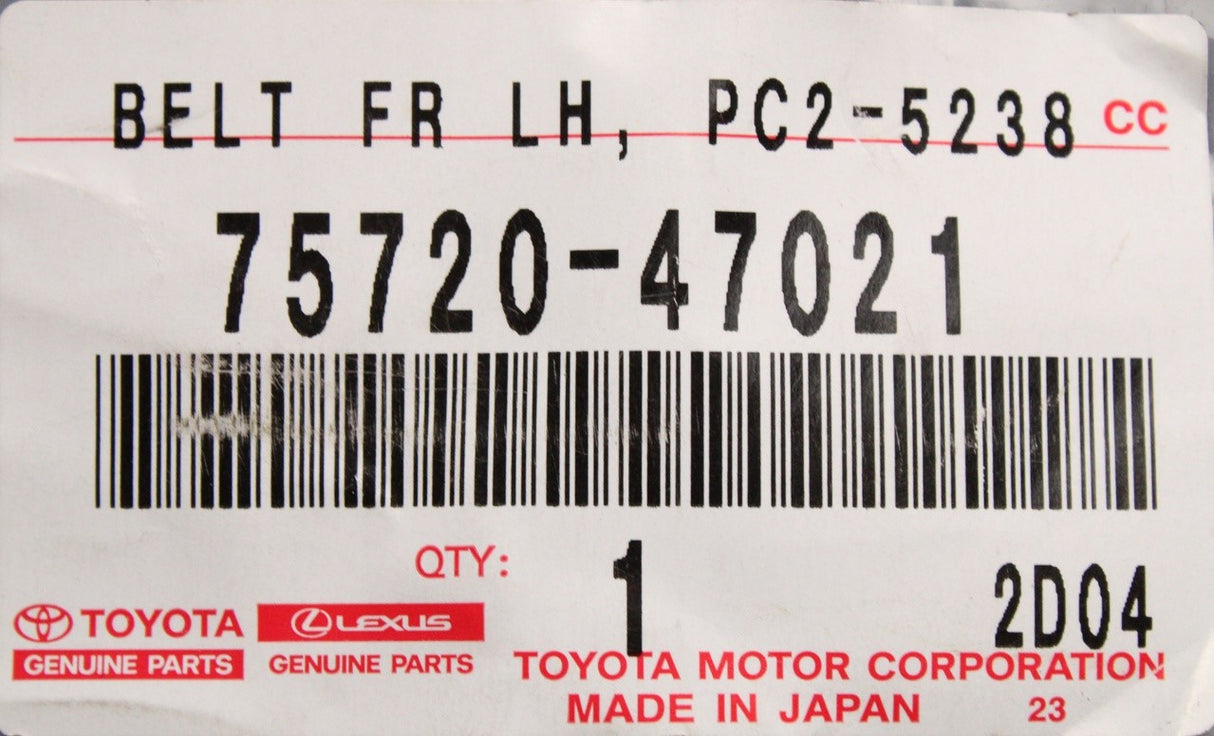 BELT FR LH, PC2-5238 CC
75720-47021
QTY: 1 2D04
TOYOTA LEXUS
GENUINE PARTS GENUINE PARTS
TOYOTA MOTOR CORPORATION
MADE IN JAPAN 23